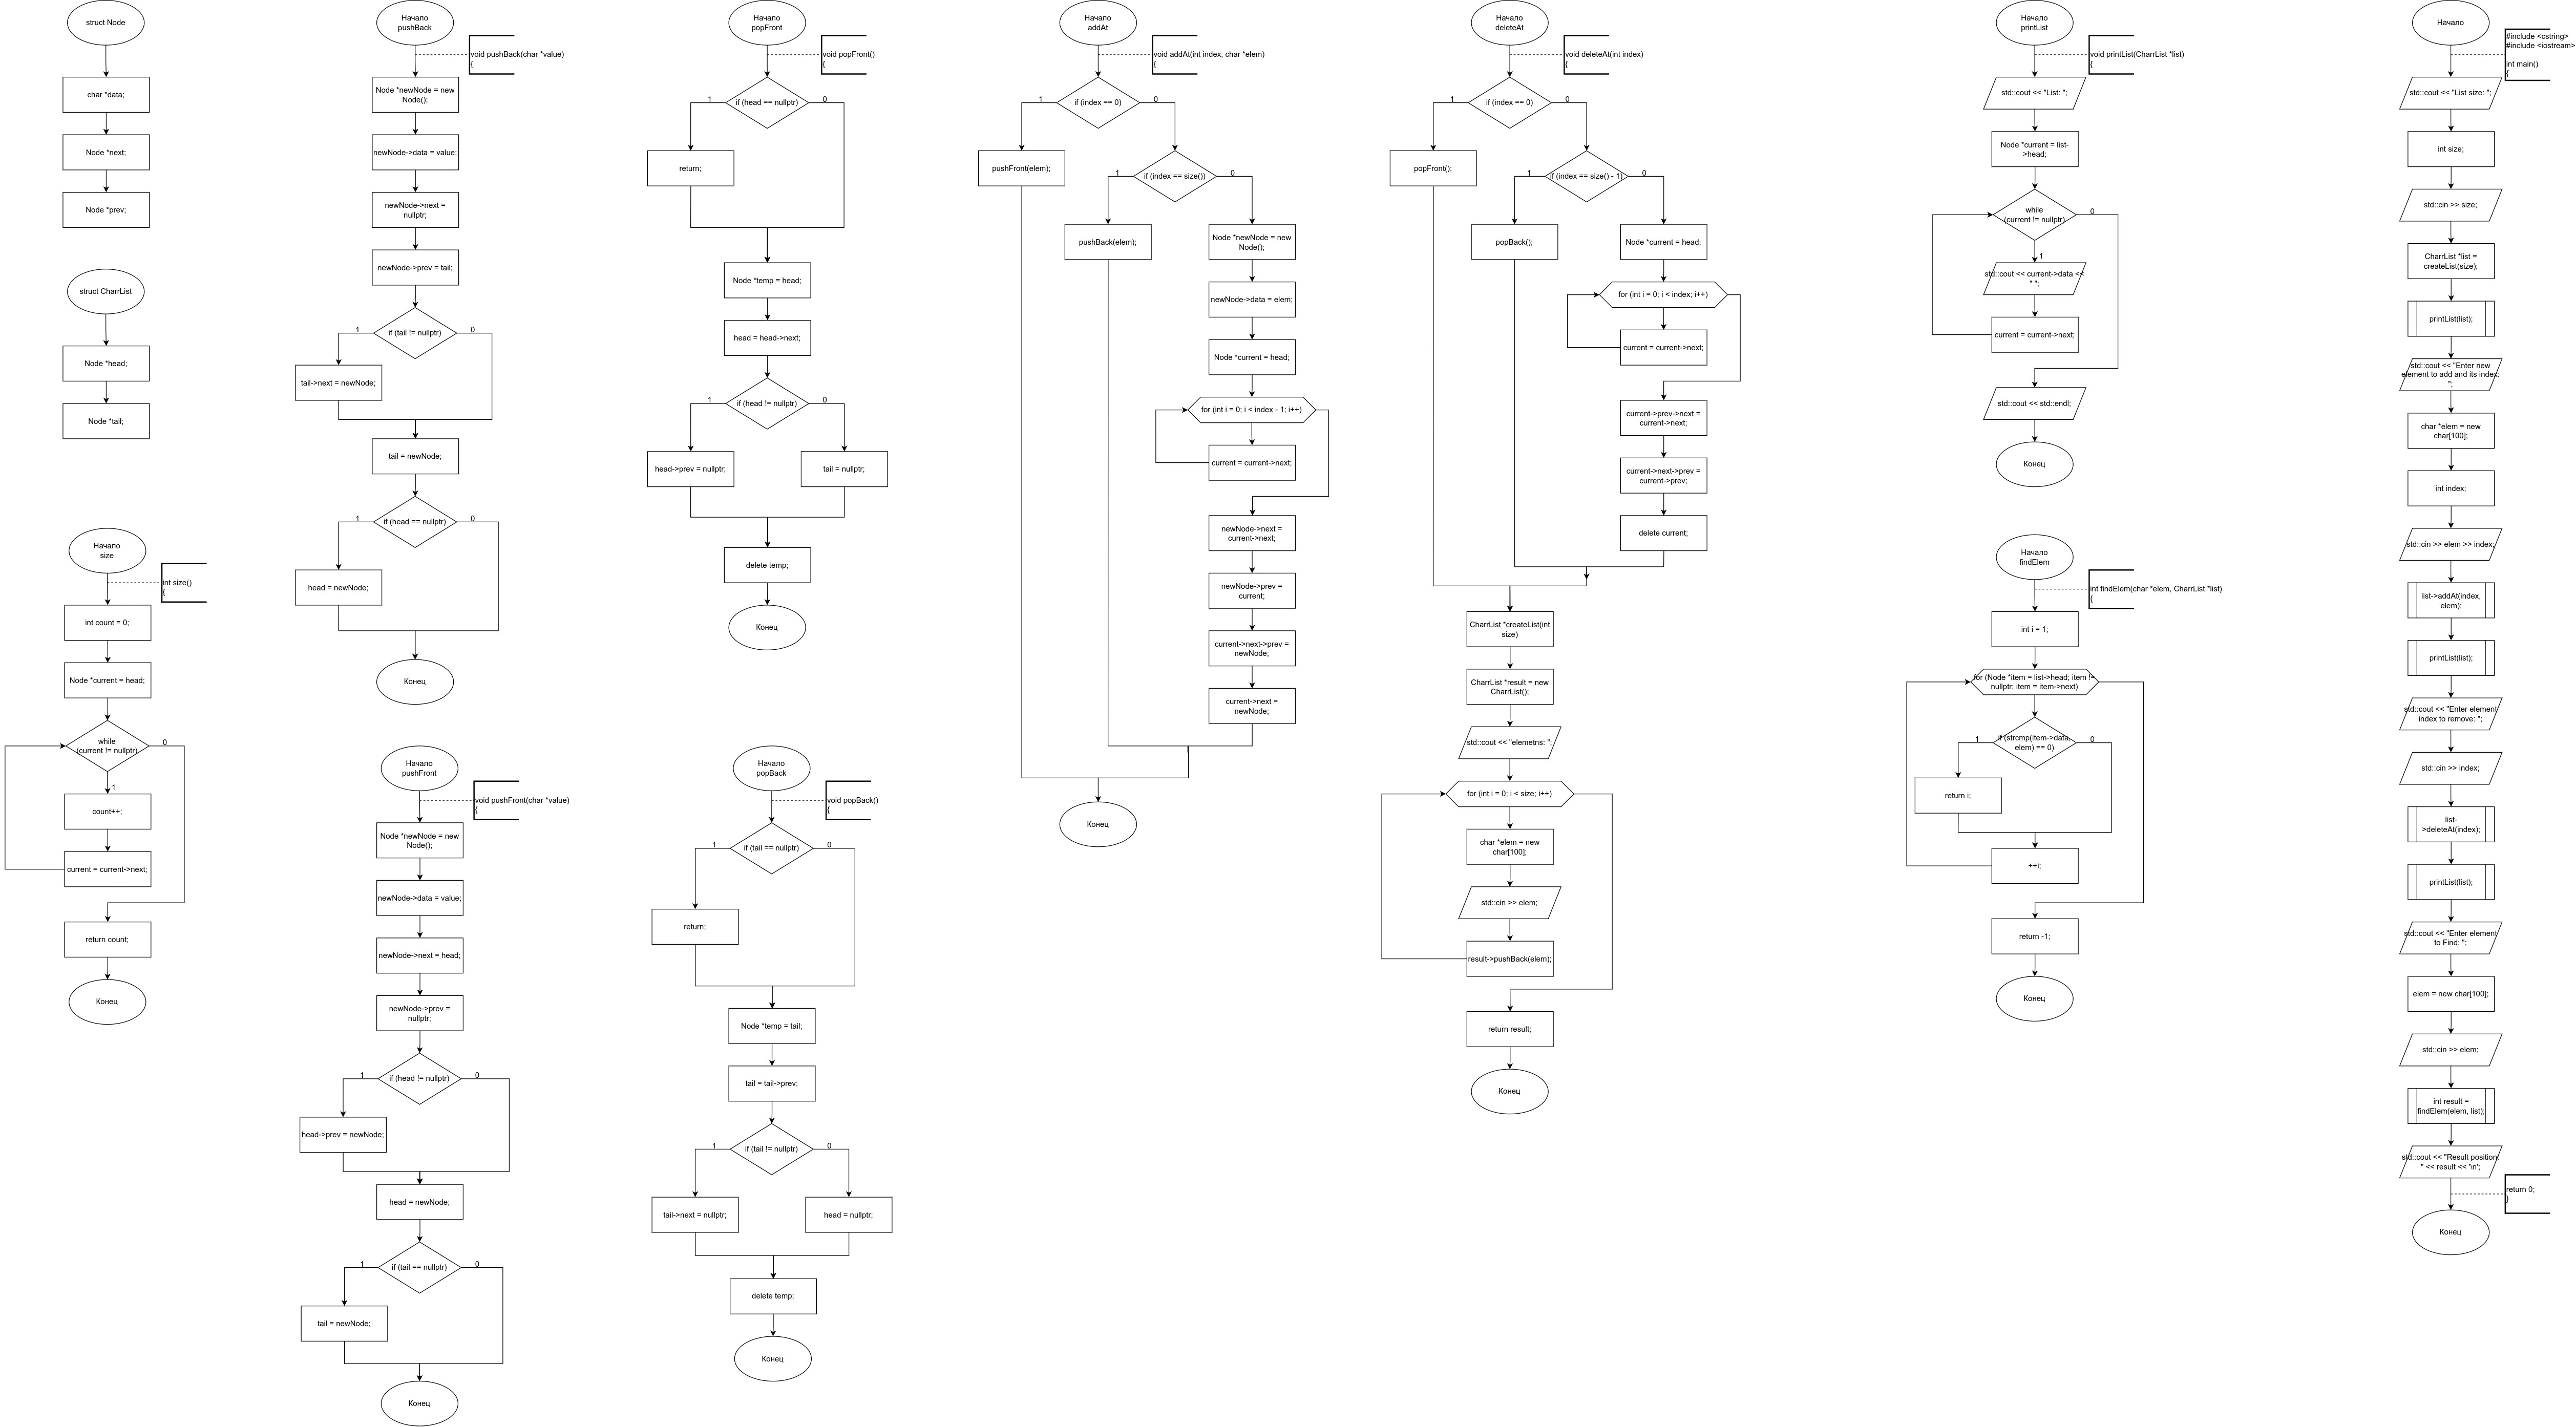 struct Node
char *data;
Node *next;
Node *prev;
struct CharrList
Node *head;
Node *tail;
Начало
size
int size()
{
int count = 0;
Node *current = head;
while
(current != nullptr)
0
1
count++;
current = current->next;
return count;
Конец
Начало
pushBack
void pushBack(char *value)
{
Node *newNode = new
Node();
newNode->data = value;
newNode->next =
nullptr;
newNode->prev = tail;
if (tail != nullptr)
1
0
tail->next = newNode;
tail = newNode;
if (head == nullptr)
1
0
head = newNode;
Конец
Начало
pushFront
void pushFront(char *value)
{
Node *newNode = new
Node();
newNode->data = value;
newNode->next = head;
newNode->prev =
nullptr;
if (head != nullptr)
1
0
head->prev = newNode;
head = newNode;
if (tail == nullptr)
1
0
tail = newNode;
Конец
Начало
popFront
void popFront()
{
if (head == nullptr)
1
0
return;
Node *temp = head;
head = head->next;
if (head != nullptr)
1
0
head->prev = nullptr;
tail = nullptr;
delete temp;
Конец
Начало
popBack
void popBack()
{
if (tail == nullptr)
1
0
return;
Node *temp = tail;
tail = tail->prev;
if (tail != nullptr)
1
0
tail->next = nullptr;
head = nullptr;
delete temp;
Конец
Начало
addAt
void addAt(int index, char *elem)
{
if (index == 0)
1
0
pushFront(elem);
if (index == size())
1
0
pushBack(elem);
Node *newNode = new
Node();
newNode->data = elem;
Node *current = head;
for (int i = 0; i < index - 1; i++)
current = current->next;
newNode->next =
current->next;
newNode->prev =
current;
current->next->prev =
newNode;
current->next =
newNode;
Конец
Начало
deleteAt
void deleteAt(int index)
{
if (index == 0)
1
0
popFront();
if (index == size() - 1)
1
0
popBack();
Node *current = head;
for (int i = 0; i < index; i++)
current = current->next;
current->prev->next =
current->next;
current->next->prev =
current->prev;
delete current;
CharrList *createList(int
size)
CharrList *result = new
CharrList();
std::cout << "elemetns: ";
for (int i = 0; i < size; i++)
char *elem = new
char[100];
std::cin >> elem;
result->pushBack(elem);
return result;
Конец
Начало
printList
void printList(CharrList *list)
{
std::cout << "List: ";
Node *current = list-
>head;
while
(current != nullptr)
0
1
std::cout << current->data <<
" ";
current = current->next;
std::cout << std::endl;
Конец
Начало
findElem
int findElem(char *elem, CharrList *list)
{
int i = 1;
for (Node *item = list->head; item !=
nullptr; item = item->next)
if (strcmp(item->data,
elem) == 0)
1
0
return i;
++i;
return -1;
Конец
Начало
#include <cstring>
#include <iostream>
int main()
{
std::cout << "List size: ";
int size;
std::cin >> size;
CharrList *list =
createList(size);
printList(list);
std::cout << "Enter new
element to add and its index:
";
char *elem = new
char[100];
int index;
std::cin >> elem >> index;
list->addAt(index,
elem);
printList(list);
std::cout << "Enter element
index to remove: ";
std::cin >> index;
list-
>deleteAt(index);
printList(list);
std::cout << "Enter element
to Find: ";
elem = new char[100];
std::cin >> elem;
int result =
findElem(elem, list);
std::cout << "Result position:
" << result << '\n';
return 0;
}
Конец